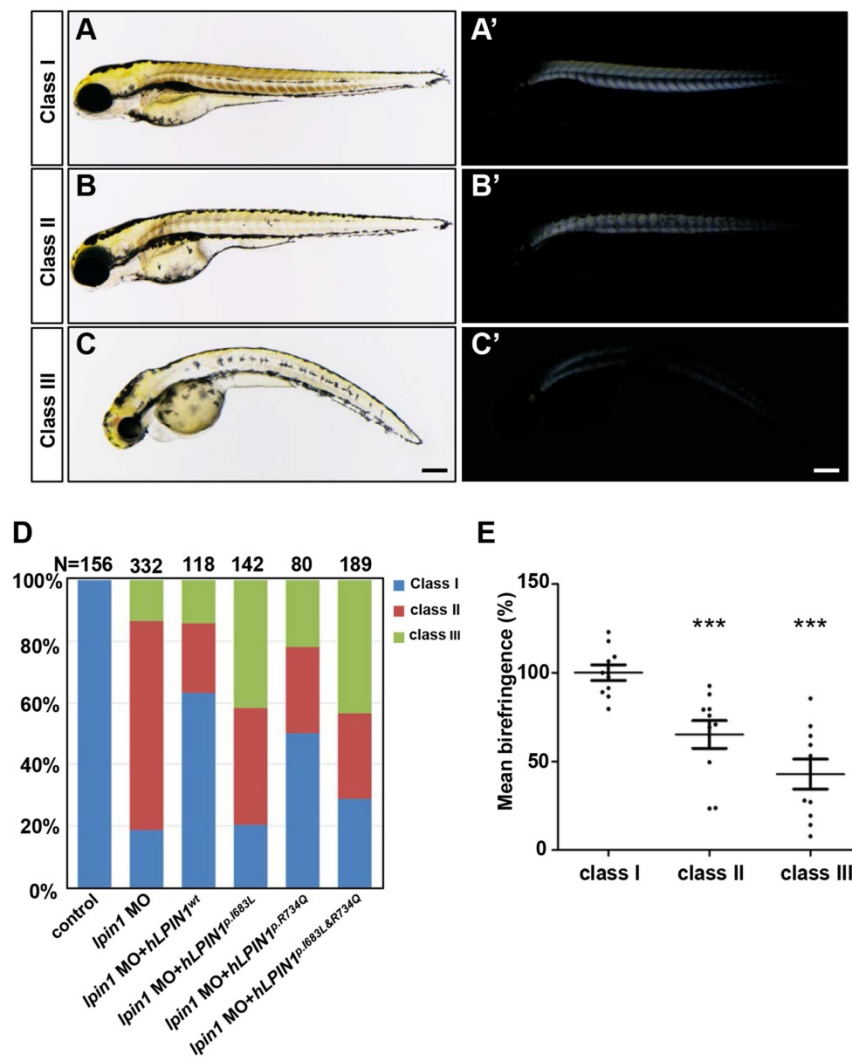 Class I
A
A’
Class II
B
B’
Class III
C
C’
D
N=156 332 118 142 80 189
100%
80%
60%
40%
20%
0%
Class I
class II
class III
control
lpin1 MO
lpin1 MO+hLPIN1wt
lpin1 MO+hLPIN1p.I683L
lpin1 MO+hLPIN1p.R734Q
lpin1 MO+hLPIN1p.I683L&R734Q
E
Mean birefringence (%)
150
100
50
0
*** ***
class I class II class III